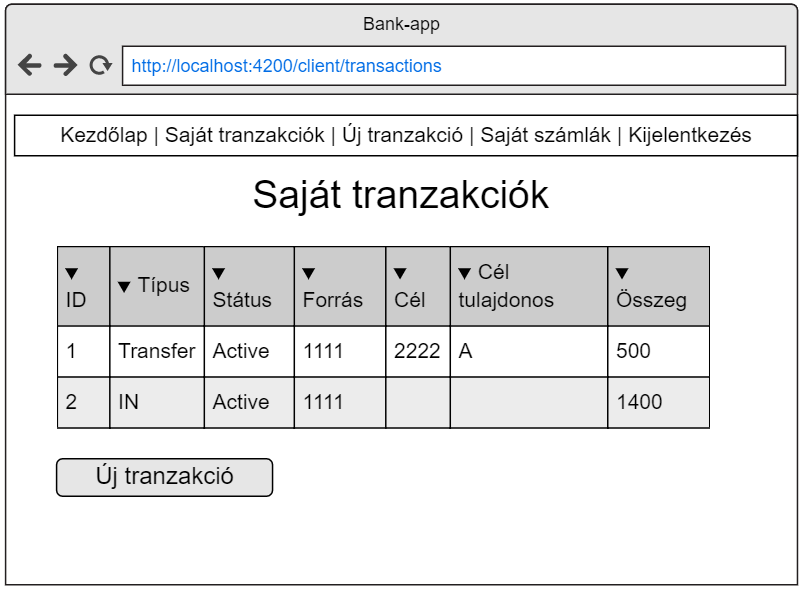 Bank-app
http://localhost:4200/client/transactions
Kezdőlap | Saját tranzakciók | Új tranzakció | Saját számlák | Kijelentkezés
Saját tranzakciók
▼ ID ▼ Típus ▼ Státus ▼ Forrás ▼ Cél ▼ Cél tulajdonos ▼ Összeg
1 Transfer Active 1111 2222 A 500
2 IN Active 1111 1400
Új tranzakció